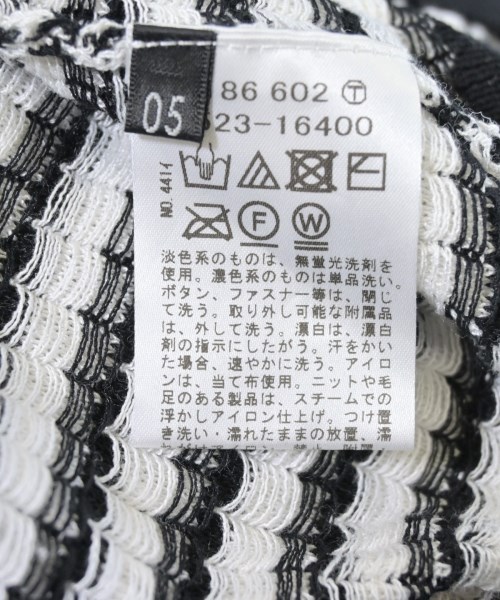 05
86 602 Ⓣ
523-16400
NO.441イ
F
W
淡色系のものは、無蛍光洗剤を
使用。濃色系のものは単品洗い。
ボタン、ファスナー等は、閉じ
て洗う。取り外し可能な附属品
は、外して洗う。漂白は、漂白
剤の指示にしたがう。汗をかい
た場合、速やかに洗う。アイロ
ンは、当て布使用。ニットや毛
足のある製品は、スチームでの
浮かしアイロン仕上げ。つけ置
き洗い・濡れたままの放置、濡